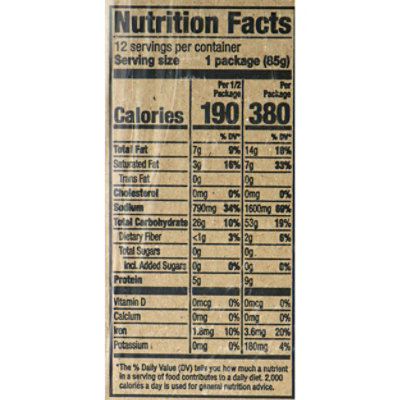 Nutrition Facts
12 servings per container
Serving size 1 package (85g)
Per 1/2 Package Per Package
Calories 190 380
% DV* % DV*
Total Fat 7g 9% 14g 18%
Saturated Fat 3g 16% 7g 33%
Trans Fat 0g 0g
Cholesterol 0mg 0% 0mg 0%
Sodium 790mg 34% 1600mg 69%
Total Carbohydrate 26g 10% 53g 19%
Dietary Fiber <1g 3% 2g 6%
Total Sugars 0g 0g
Incl. Added Sugars 0g 0% 0g 0%
Protein 5g 9g
Vitamin D 0mcg 0% 0mcg 0%
Calcium 0mg 0% 0mg 0%
Iron 1.8mg 10% 3.6mg 20%
Potassium 0mg 0% 180mg 4%
*The % Daily Value (DV) tells you how much a nutrient
in a serving of food contributes to a daily diet. 2,000
calories a day is used for general nutrition advice.